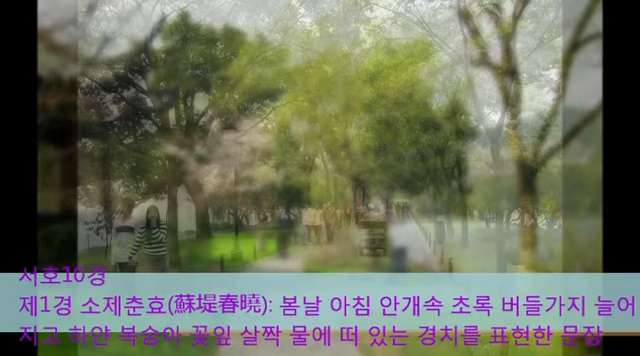 서호10경
제1경 소제춘효(蘇堤春曉): 봄날 아침 안개속 초록 버들가지 늘어
지고 하얀 복숭아 꽃잎 살짝 물에 떠 있는 경치를 표현한 문장